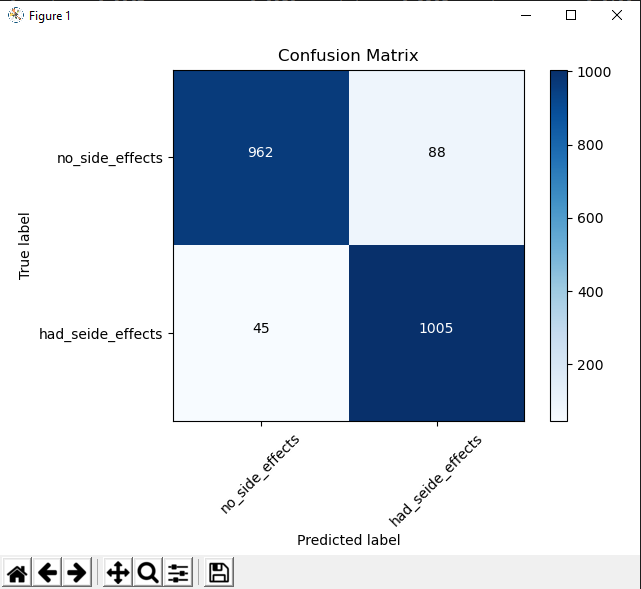 Figure 1
Confusion Matrix
no_side_effects
962
88
had_seide_effects
45
1005
True label
no_side_effects
had_seide_effects
Predicted label
1000
800
600
400
200